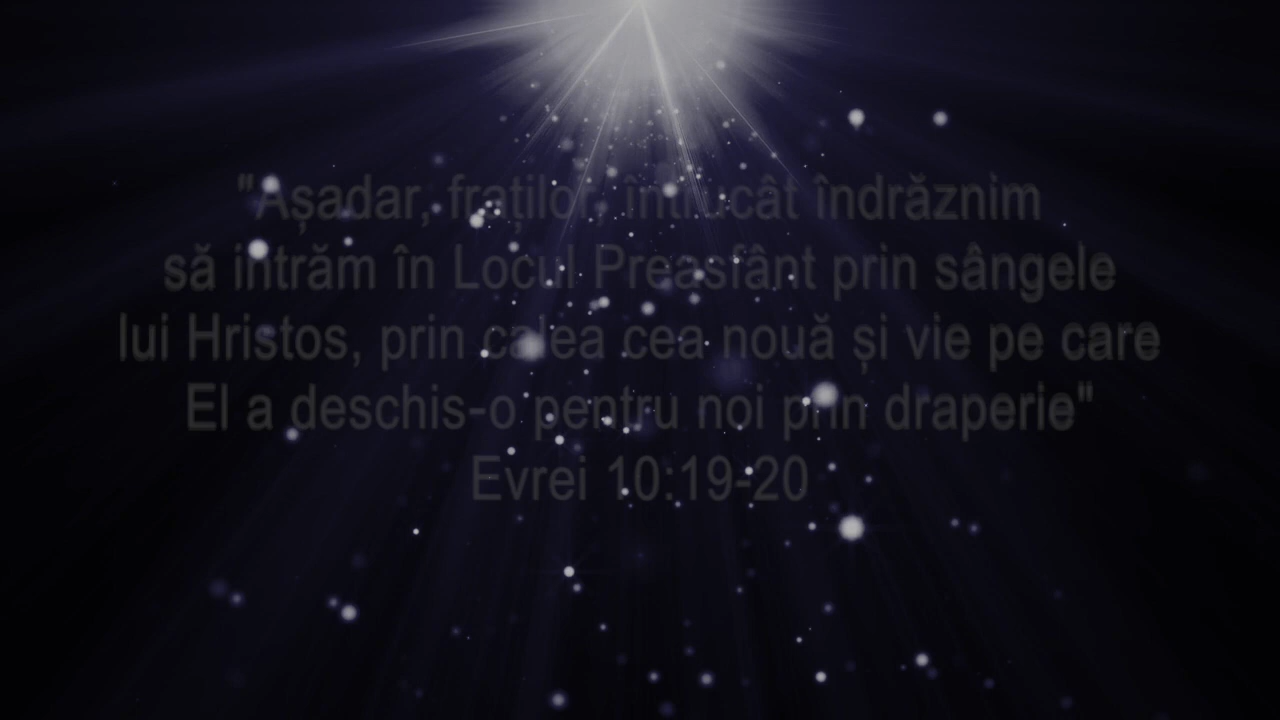 "Așadar, fraților, întrucât îndrăznim
să intrăm în Locul Preasfânt prin sângele
lui Hristos, prin calea cea nouă și vie pe care
El a deschis-o pentru noi prin draperie"
Evrei 10:19-20